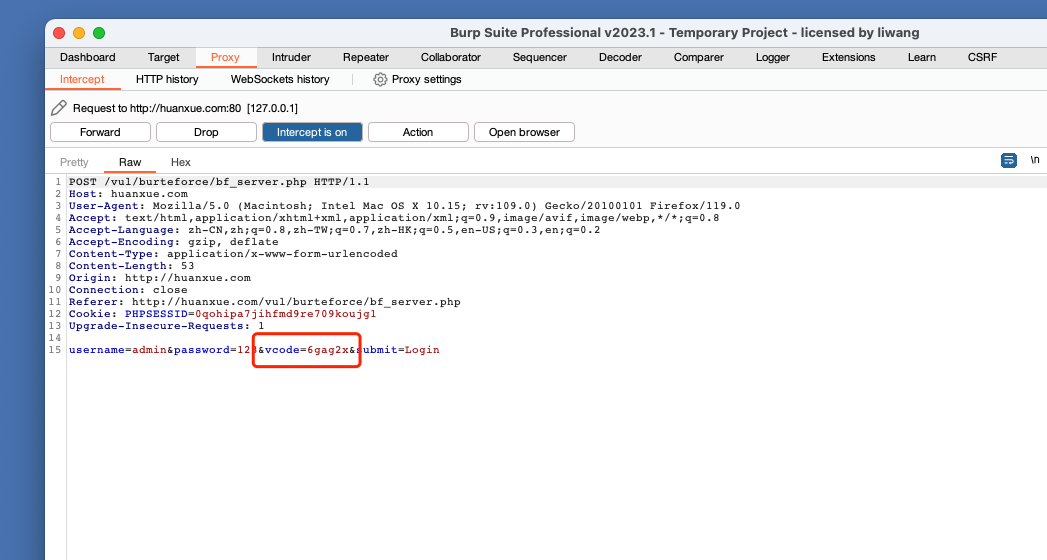 Burp Suite Professional v2023.1 - Temporary Project - licensed by liwang
Dashboard Target Proxy Intruder Repeater Collaborator Sequencer Decoder Comparer Logger Extensions Learn CSRF
Intercept HTTP history WebSockets history Proxy settings
Request to http://huanxue.com:80 [127.0.0.1]
Forward Drop Intercept is on Action Open browser
Pretty Raw Hex \n
1 POST /vul/burteforce/bf_server.php HTTP/1.1
2 Host: huanxue.com
3 User-Agent: Mozilla/5.0 (Macintosh; Intel Mac OS X 10.15; rv:109.0) Gecko/20100101 Firefox/119.0
4 Accept: text/html,application/xhtml+xml,application/xml;q=0.9,image/avif,image/webp,*/*;q=0.8
5 Accept-Language: zh-CN,zh;q=0.8,zh-TW;q=0.7,zh-HK;q=0.5,en-US;q=0.3,en;q=0.2
6 Accept-Encoding: gzip, deflate
7 Content-Type: application/x-www-form-urlencoded
8 Content-Length: 53
9 Origin: http://huanxue.com
10 Connection: close
11 Referer: http://huanxue.com/vul/burteforce/bf_server.php
12 Cookie: PHPSESSID=0qohipa7jihfmd9re709koujg1
13 Upgrade-Insecure-Requests: 1
14
15 username=admin&password=123&vcode=6gag2x&submit=Login